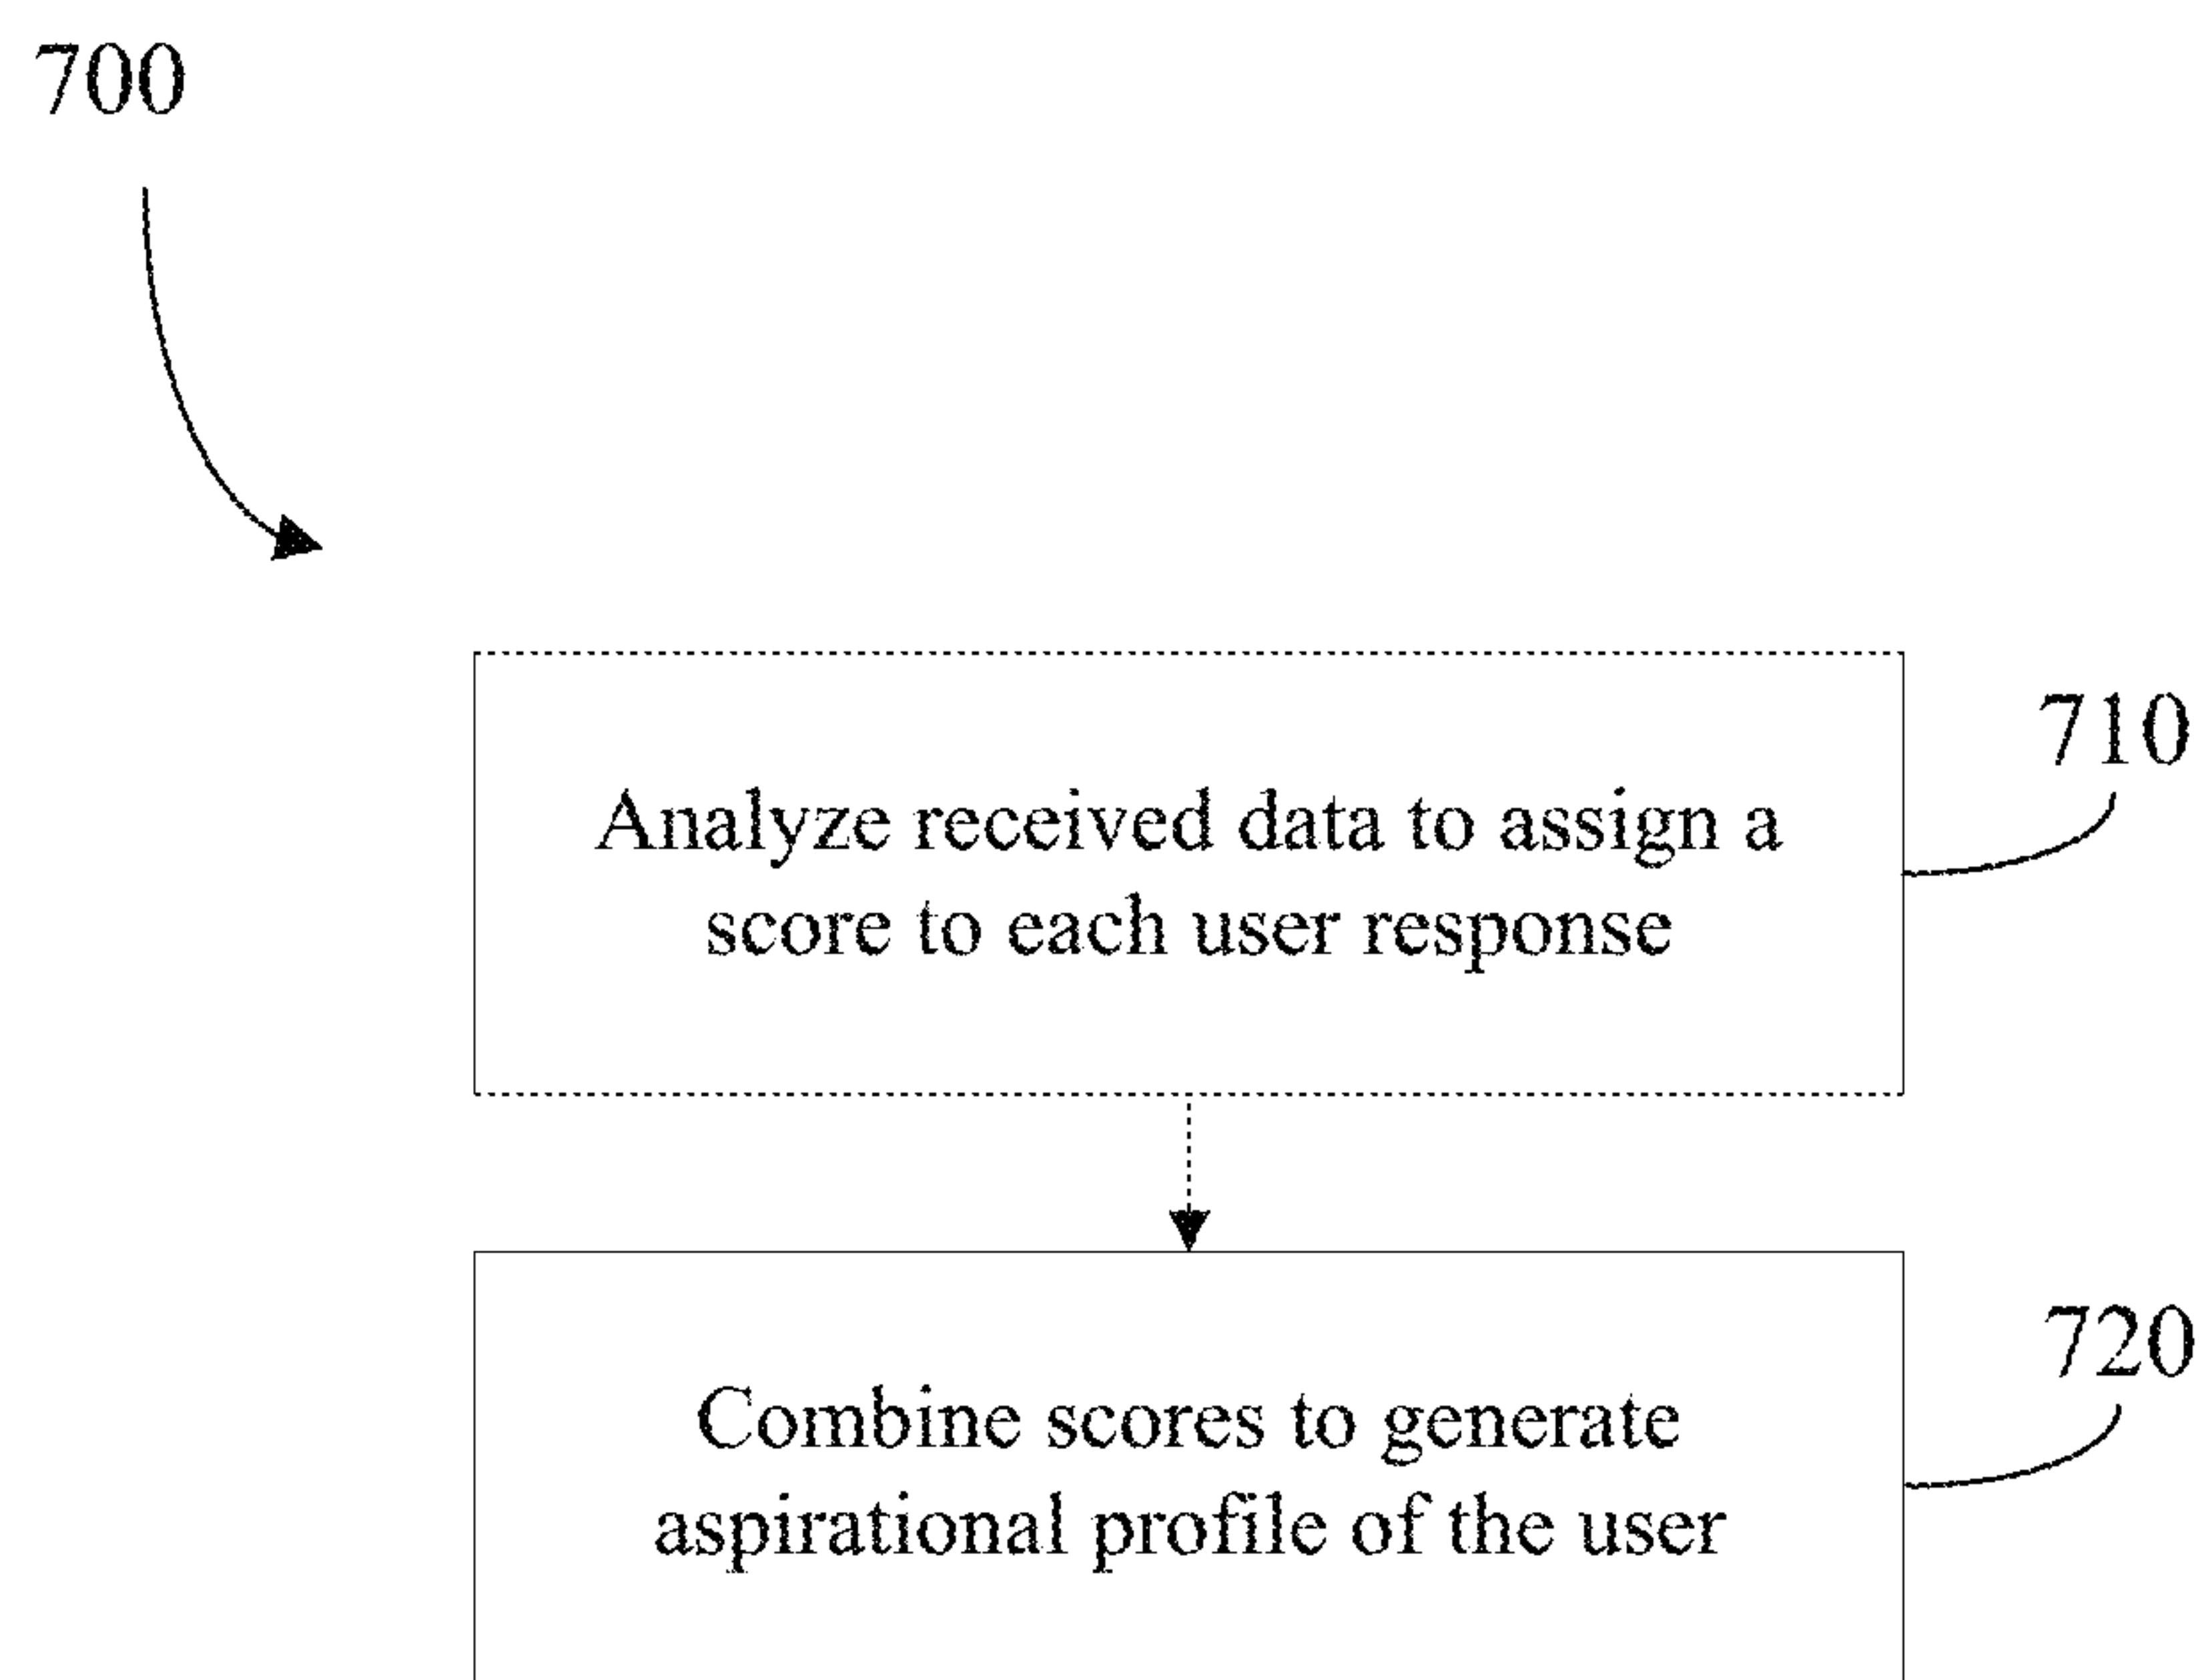 700
710
Analyze received data to assign a
score to each user response
720
Combine scores to generate
aspirational profile of the user